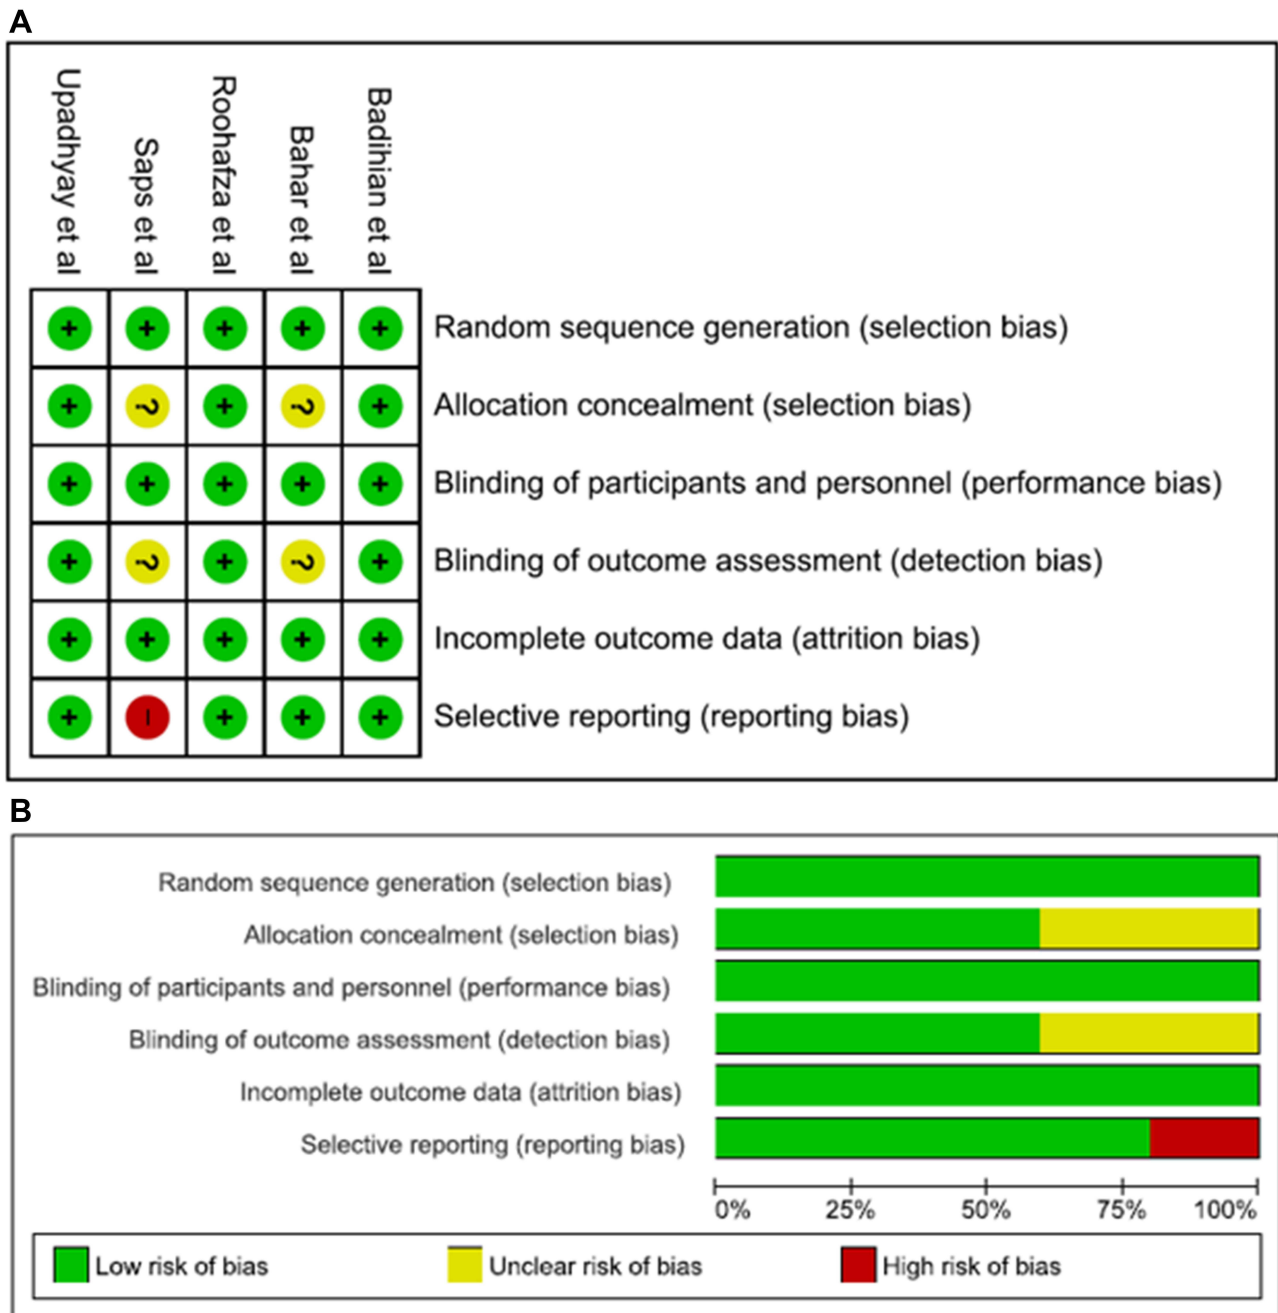 A
Upadhyay et al
Saps et al
Roohafza et al
Bahar et al
Badihian et al
+ + + + + Random sequence generation (selection bias)
+ ? + ? + Allocation concealment (selection bias)
+ + + + + Blinding of participants and personnel (performance bias)
+ ? + ? + Blinding of outcome assessment (detection bias)
+ + + + + Incomplete outcome data (attrition bias)
+ – + + + Selective reporting (reporting bias)
B
Random sequence generation (selection bias)
Allocation concealment (selection bias)
Blinding of participants and personnel (performance bias)
Blinding of outcome assessment (detection bias)
Incomplete outcome data (attrition bias)
Selective reporting (reporting bias)
0% 25% 50% 75% 100%
Low risk of bias Unclear risk of bias High risk of bias